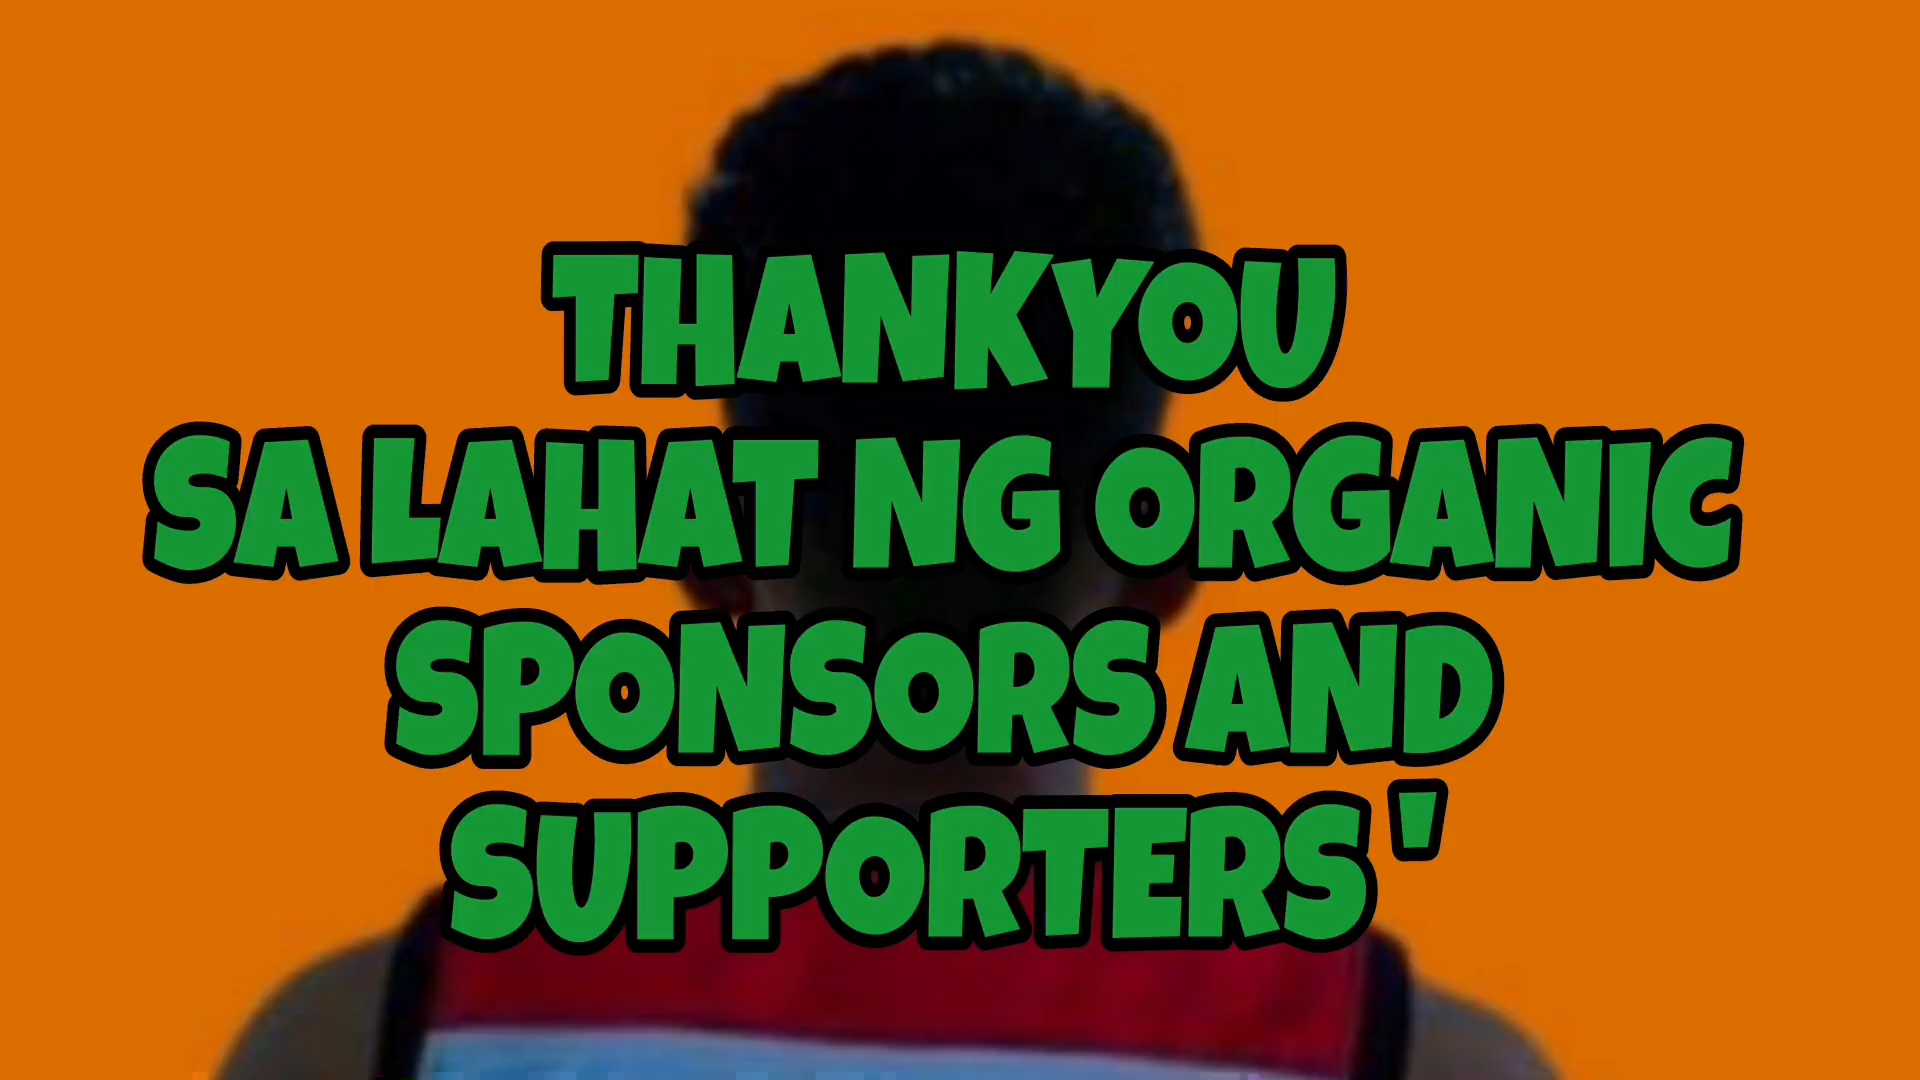 THANKYOU
SA LAHAT NG ORGANIC
SPONSORS AND
SUPPORTERS '